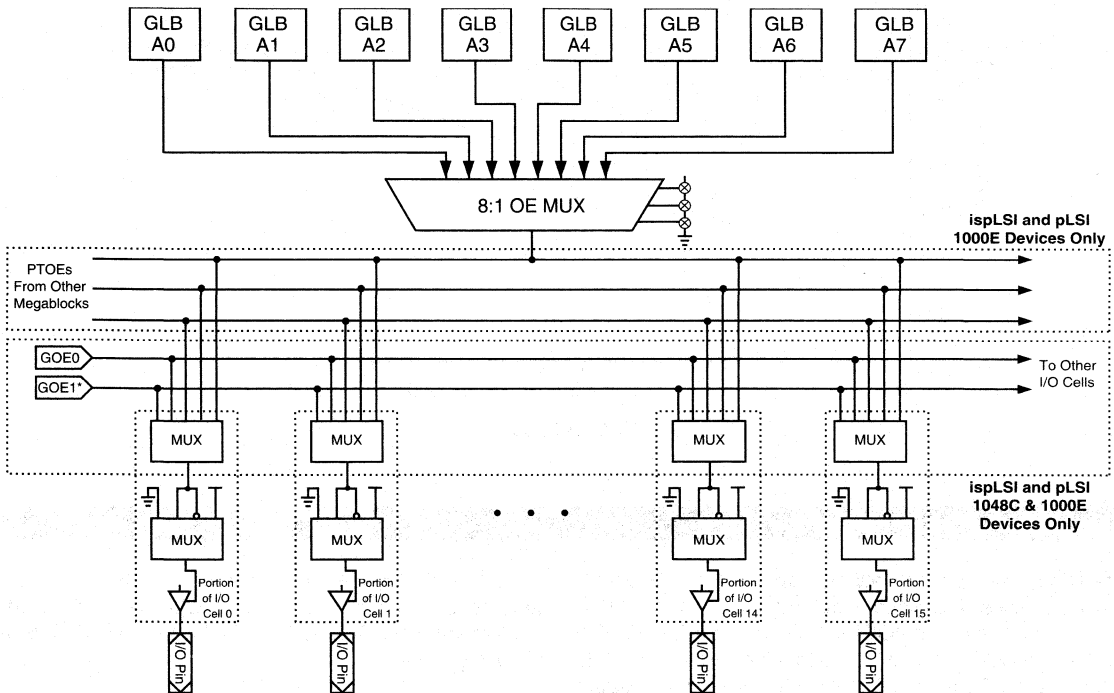 GLB
A0
GLB
A1
GLB
A2
GLB
A3
GLB
A4
GLB
A5
GLB
A6
GLB
A7
8:1 OE MUX
ispLSI and pLSI
1000E Devices Only
PTOEs
From Other
Megablocks
GOE0
GOE1*
To Other
I/O Cells
MUX
MUX
MUX
MUX
ispLSI and pLSI
1048C & 1000E
Devices Only
MUX
MUX
• • •
MUX
MUX
Portion
of I/O
Cell 0
Portion
of I/O
Cell 1
Portion
of I/O
Cell 14
Portion
of I/O
Cell 15
I/O Pin
I/O Pin
I/O Pin
I/O Pin